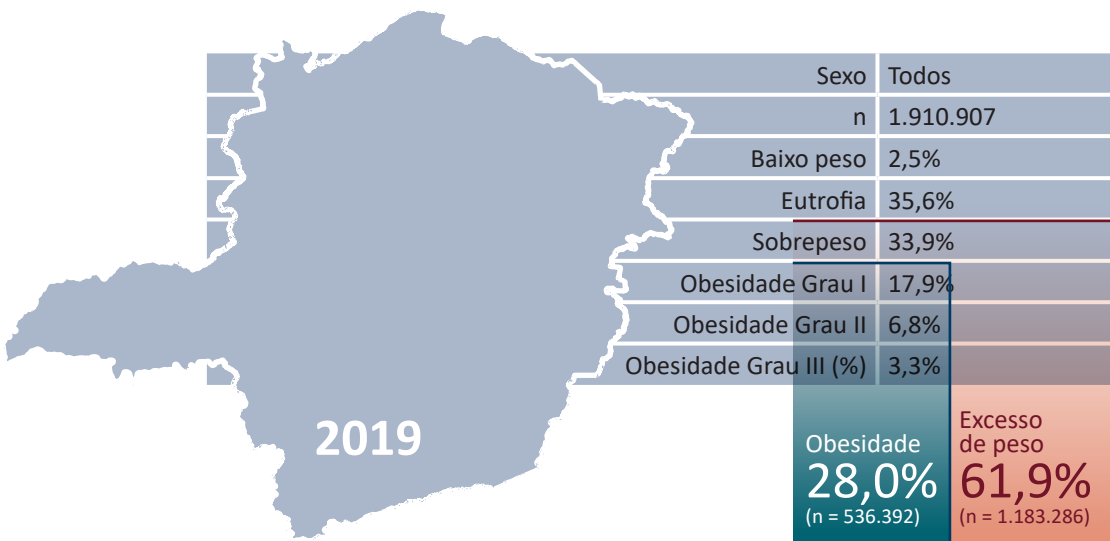 Sexo Todos
n 1.910.907
Baixo peso 2,5%
Eutrofia 35,6%
Sobrepeso 33,9%
Obesidade Grau I 17,9%
Obesidade Grau II 6,8%
Obesidade Grau III (%) 3,3%
2019
Obesidade
28,0%
(n = 536.392)
Excesso
de peso
61,9%
(n = 1.183.286)